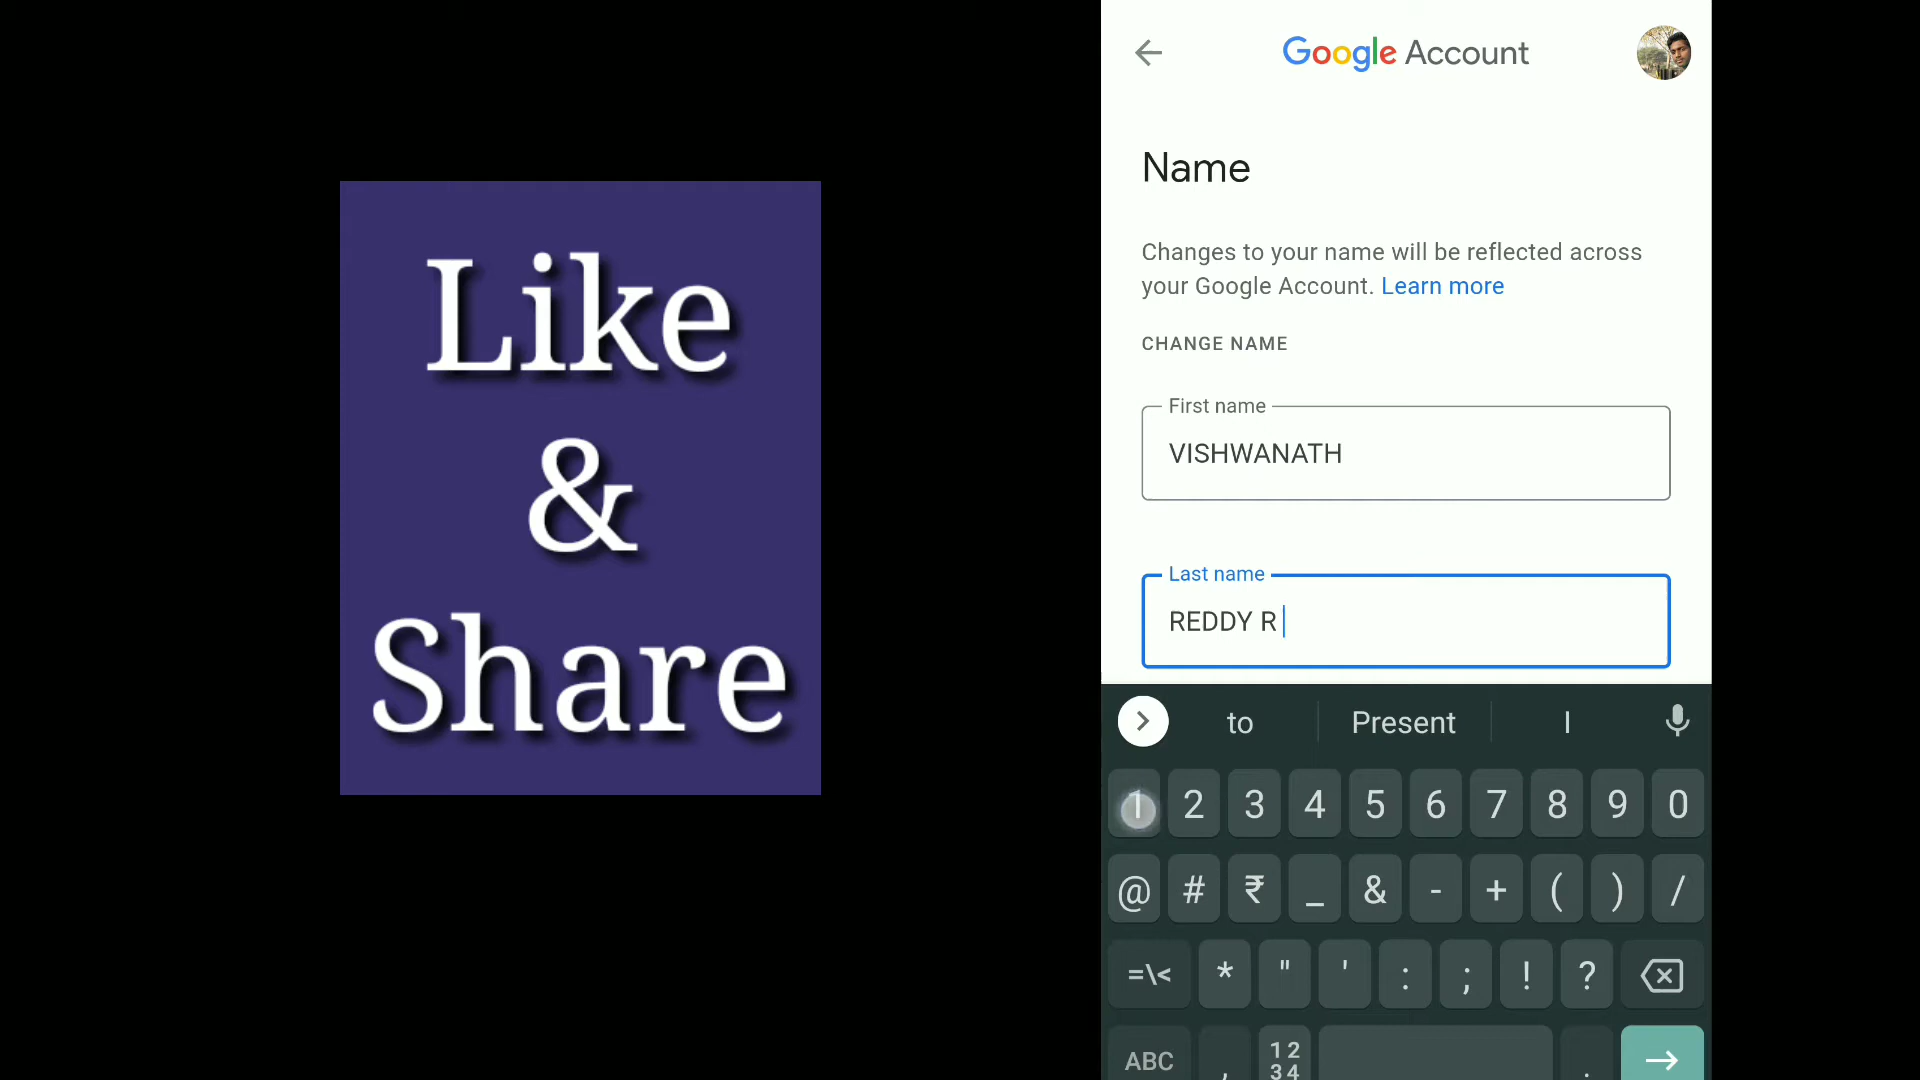 Like
&
Share
Google Account
Name
Changes to your name will be reflected across
your Google Account. Learn more
CHANGE NAME
First name
VISHWANATH
Last name
REDDY R
to Present I
1 2 3 4 5 6 7 8 9 0
@ # ₹ _ & - + ( ) /
=\< * " ' : ; ! ?
ABC , 12 .
34